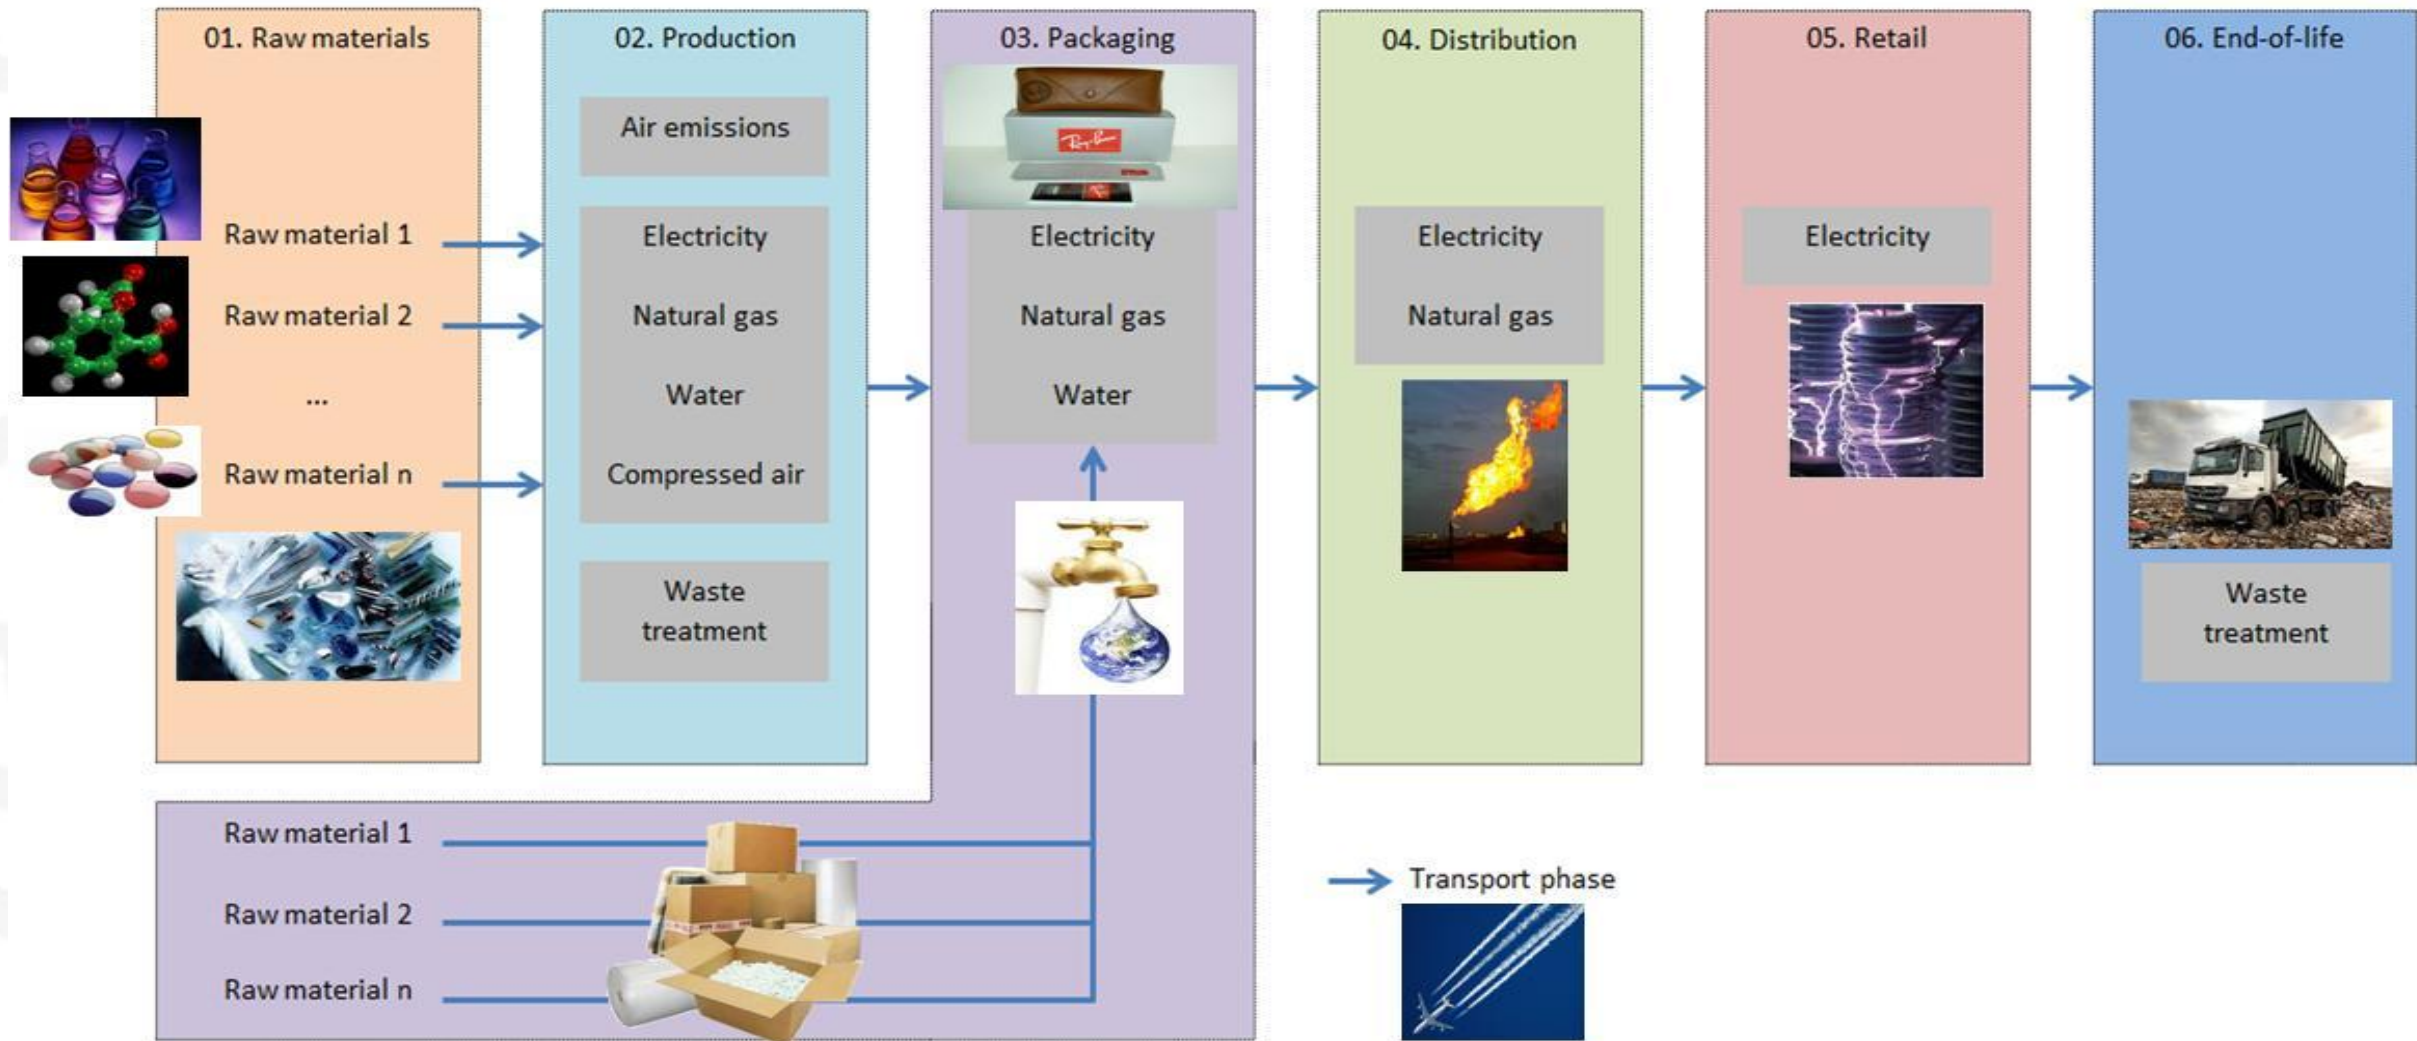 01. Raw materials
Raw material 1
Raw material 2
...
Raw material n
02. Production
Air emissions
Electricity
Natural gas
Water
Compressed air
Waste
treatment
03. Packaging
Ray-Ban
Electricity
Natural gas
Water
Raw material 1
Raw material 2
Raw material n
04. Distribution
Electricity
Natural gas
05. Retail
Electricity
06. End-of-life
Waste
treatment
Transport phase